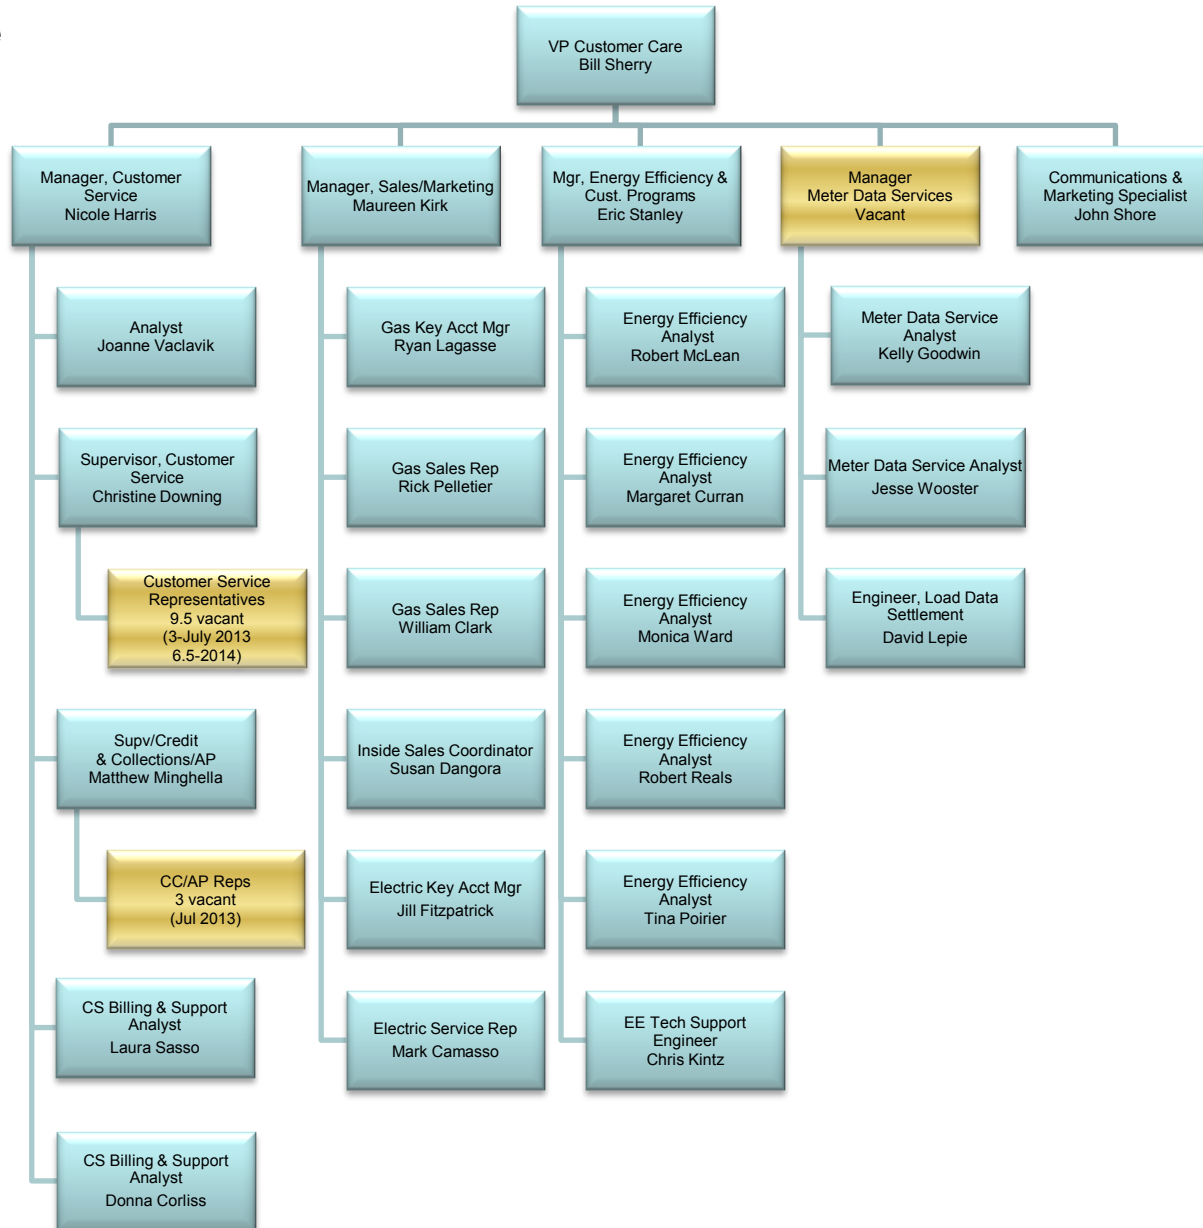 VP Customer Care
Bill Sherry
Manager, Customer
Service
Nicole Harris
Manager, Sales/Marketing
Maureen Kirk
Mgr, Energy Efficiency &
Cust. Programs
Eric Stanley
Manager
Meter Data Services
Vacant
Communications &
Marketing Specialist
John Shore
Analyst
Joanne Vaclavik
Gas Key Acct Mgr
Ryan Lagasse
Energy Efficiency
Analyst
Robert McLean
Meter Data Service
Analyst
Kelly Goodwin
Supervisor, Customer
Service
Christine Downing
Gas Sales Rep
Rick Pelletier
Energy Efficiency
Analyst
Margaret Curran
Meter Data Service Analyst
Jesse Wooster
Customer Service
Representatives
9.5 vacant
(3-July 2013
6.5-2014)
Gas Sales Rep
William Clark
Energy Efficiency
Analyst
Monica Ward
Engineer, Load Data
Settlement
David Lepie
Supv/Credit
& Collections/AP
Matthew Minghella
Inside Sales Coordinator
Susan Dangora
Energy Efficiency
Analyst
Robert Reals
CC/AP Reps
3 vacant
(Jul 2013)
Electric Key Acct Mgr
Jill Fitzpatrick
Energy Efficiency
Analyst
Tina Poirier
CS Billing & Support
Analyst
Laura Sasso
Electric Service Rep
Mark Camasso
EE Tech Support
Engineer
Chris Kintz
CS Billing & Support
Analyst
Donna Corliss